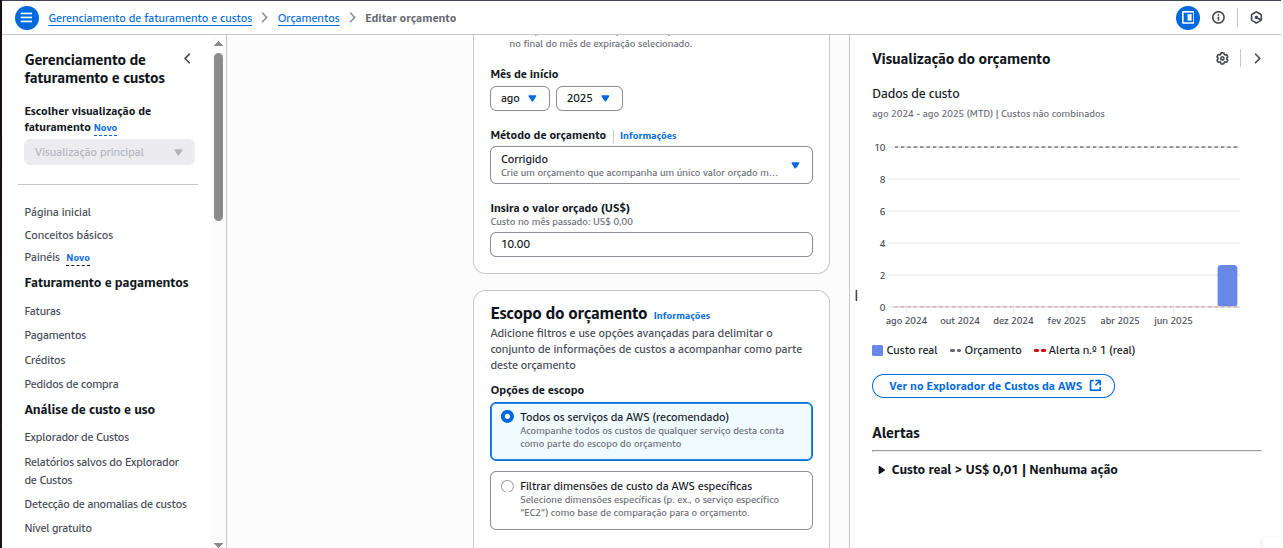 Gerenciamento de faturamento e custos > Orçamentos > Editar orçamento
Gerenciamento de
faturamento e custos
Escolher visualização de
faturamento Novo
Visualização principal
Página inicial
Conceitos básicos
Painéis Novo
Faturamento e pagamentos
Faturas
Pagamentos
Créditos
Pedidos de compra
Análise de custo e uso
Explorador de Custos
Relatórios salvos do Explorador
de Custos
Detecção de anomalias de custos
Nível gratuito
no final do mês de expiração selecionado.
Mês de início
ago 2025
Método de orçamento Informações
Corrigido
Crie um orçamento que acompanha um único valor orçado m...
Insira o valor orçado (US$)
Custo no mês passado: US$ 0,00
10.00
Escopo do orçamento Informações
Adicione filtros e use opções avançadas para delimitar o
conjunto de informações de custos a acompanhar como parte
deste orçamento
Opções de escopo
Todos os serviços da AWS (recomendado)
Acompanhe todos os custos de qualquer serviço desta conta
como parte do escopo do orçamento
Filtrar dimensões de custo da AWS específicas
Selecione dimensões específicas (p. ex., o serviço específico
“EC2”) como base de comparação para o orçamento.
Visualização do orçamento
Dados de custo
ago 2024 - ago 2025 (MTD) | Custos não combinados
10
8
6
4
2
0
ago 2024 out 2024 dez 2024 fev 2025 abr 2025 jun 2025
Custo real Orçamento Alerta n.º 1 (real)
Ver no Explorador de Custos da AWS
Alertas
Custo real > US$ 0,01 | Nenhuma ação